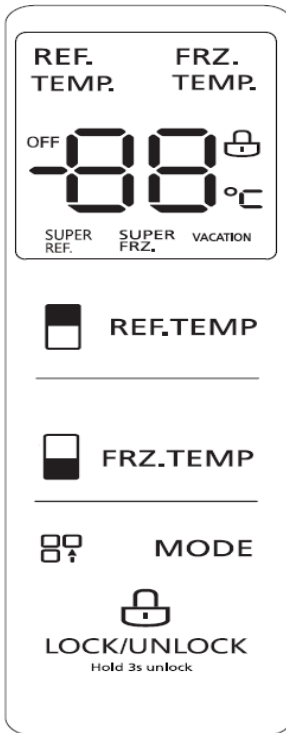 REF. FRZ.
TEMP. TEMP.
OFF
-88
°C
SUPER SUPER VACATION
REF. FRZ.
REF.TEMP
FRZ.TEMP
MODE
LOCK/UNLOCK
Hold 3s unlock